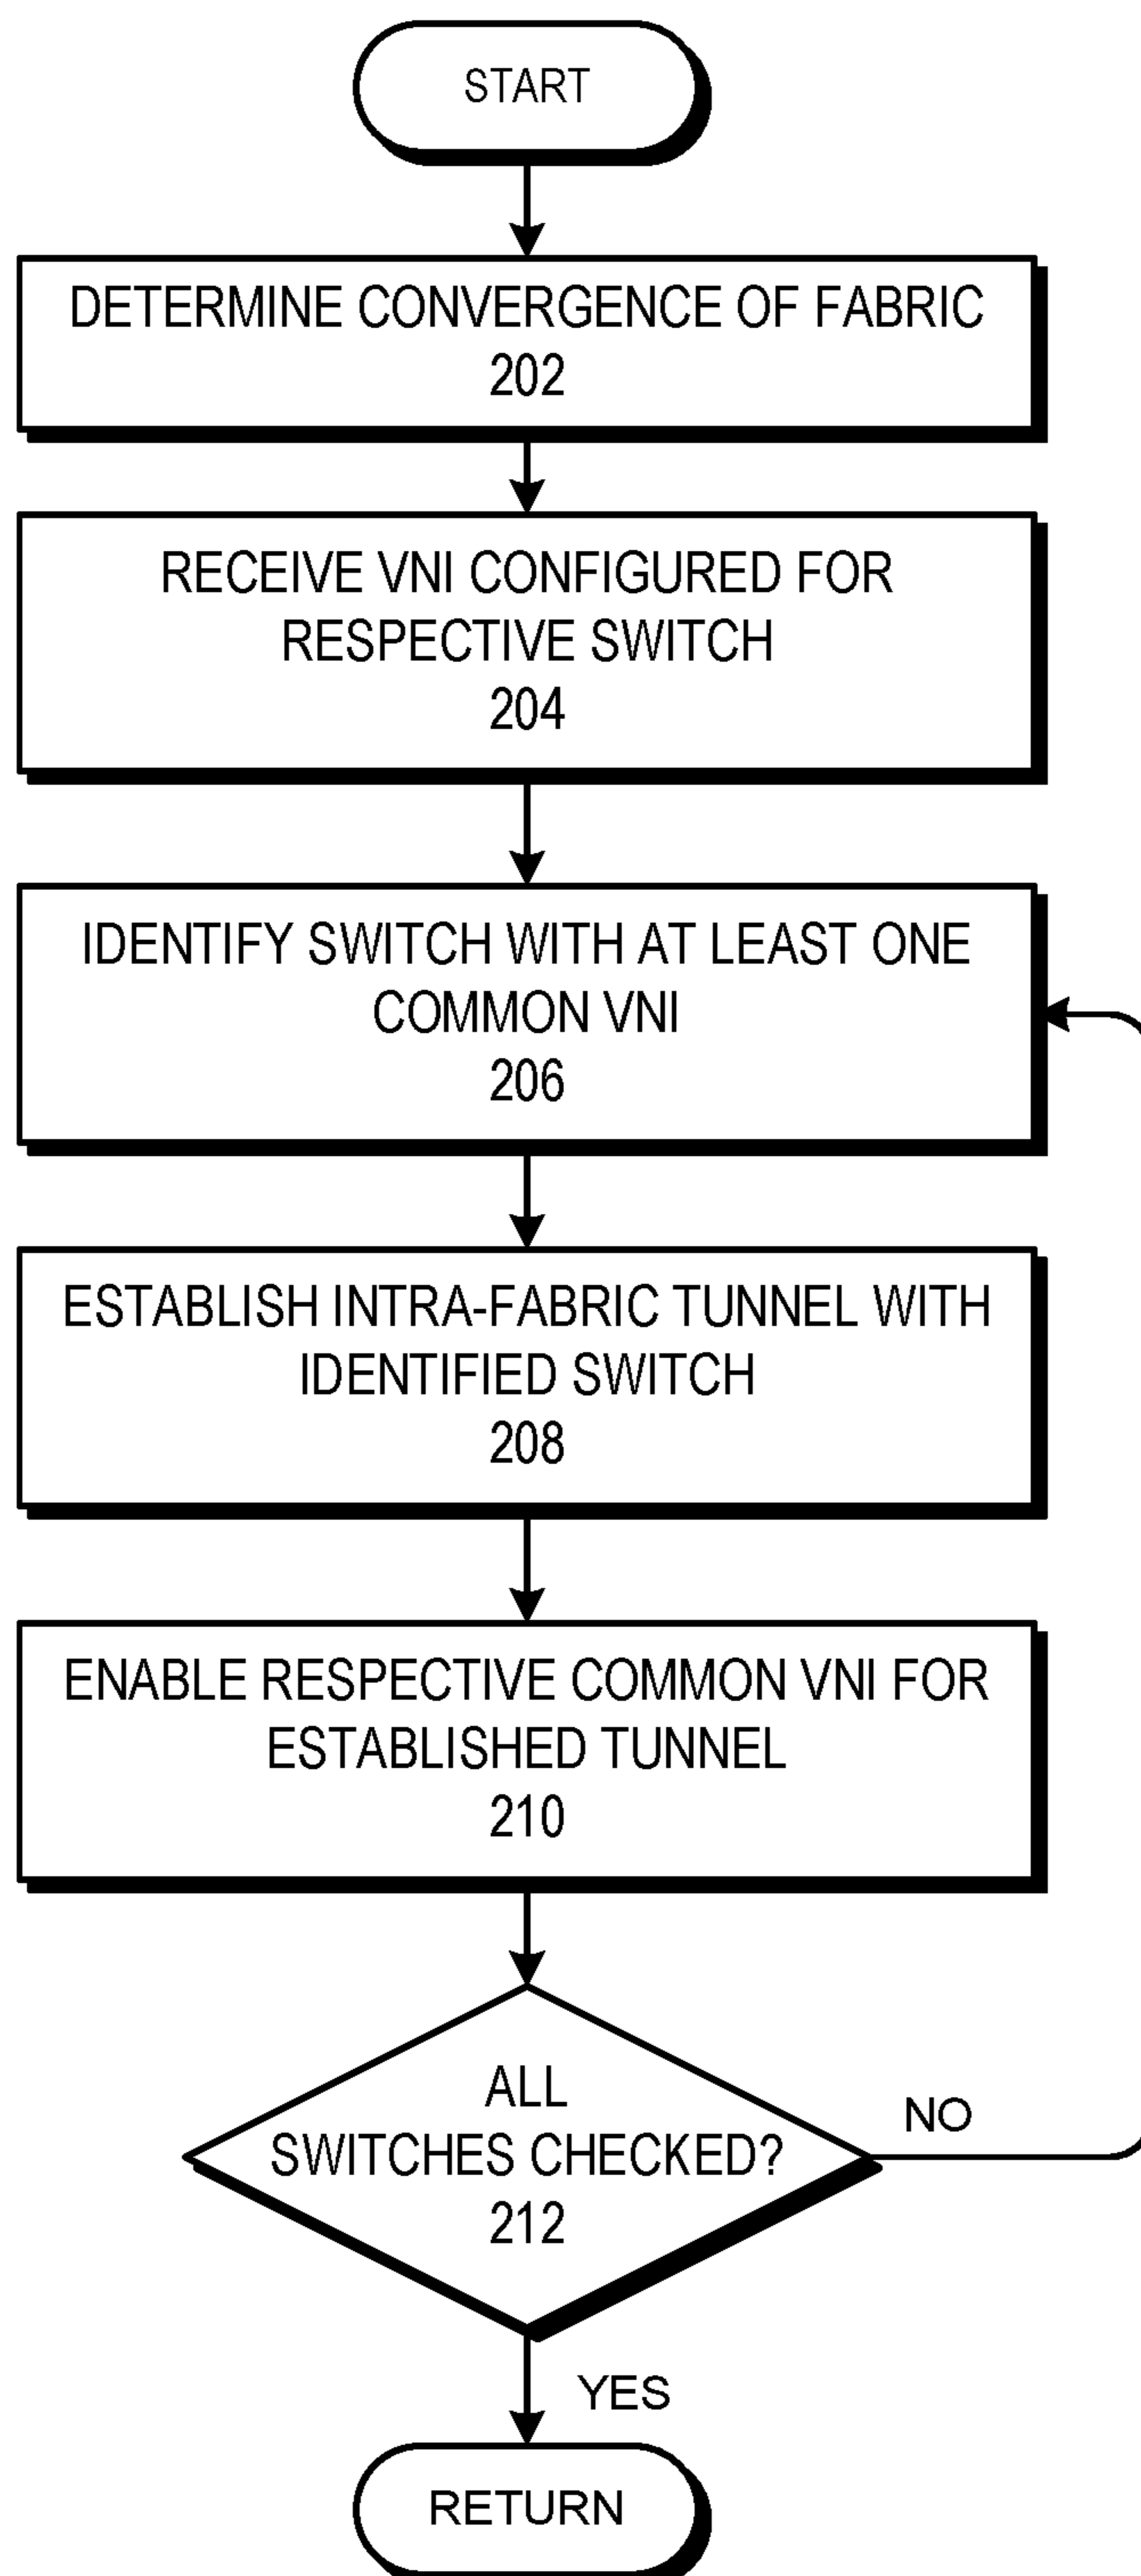 START
DETERMINE CONVERGENCE OF FABRIC
202
RECEIVE VNI CONFIGURED FOR
RESPECTIVE SWITCH
204
IDENTIFY SWITCH WITH AT LEAST ONE
COMMON VNI
206
ESTABLISH INTRA-FABRIC TUNNEL WITH
IDENTIFIED SWITCH
208
ENABLE RESPECTIVE COMMON VNI FOR
ESTABLISHED TUNNEL
210
ALL
SWITCHES CHECKED?
212
NO
YES
RETURN